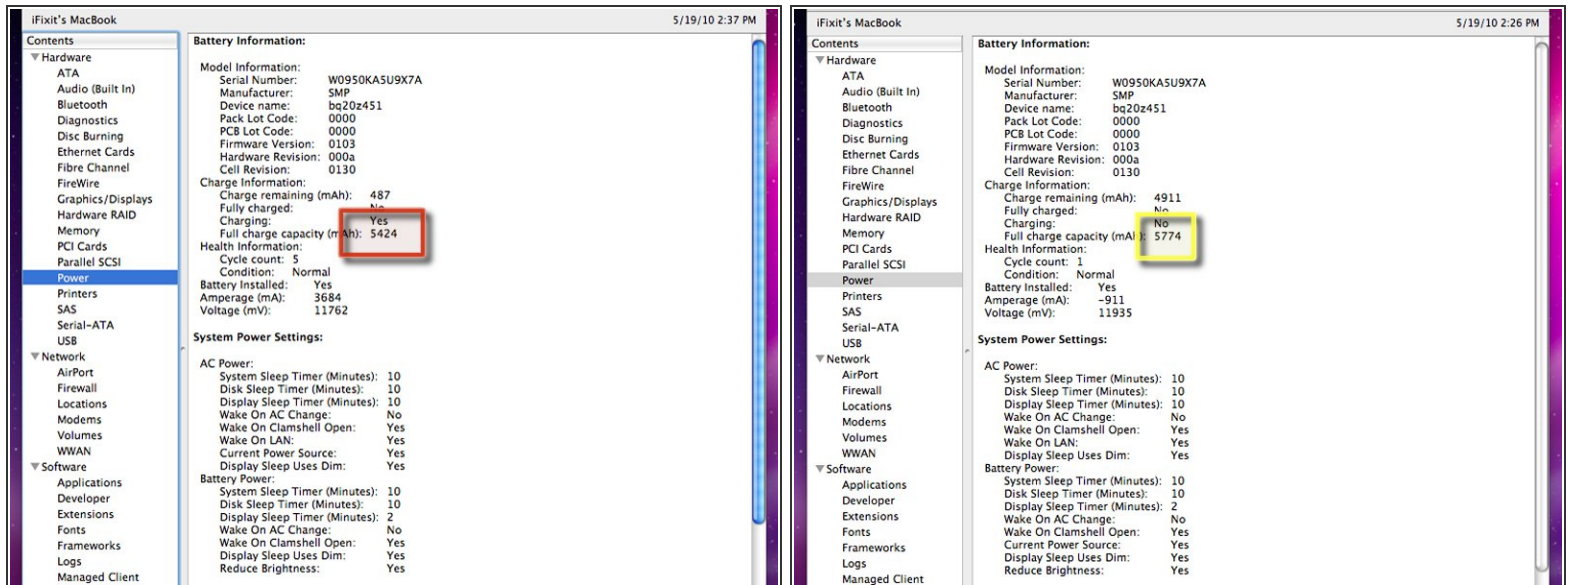 iFixit's MacBook
5/19/10 2:37 PM
Contents
Hardware
ATA
Audio (Built In)
Bluetooth
Diagnostics
Disc Burning
Ethernet Cards
Fibre Channel
FireWire
Graphics/Displays
Hardware RAID
Memory
PCI Cards
Parallel SCSI
Power
Printers
SAS
Serial-ATA
USB
Network
AirPort
Firewall
Locations
Modems
Volumes
WWAN
Software
Applications
Developer
Extensions
Fonts
Frameworks
Logs
Managed Client
Battery Information:
Model Information:
Serial Number: W0950KA5U9X7A
Manufacturer: SMP
Device name: bq20z451
Pack Lot Code: 0000
PCB Lot Code: 0000
Firmware Version: 0103
Hardware Revision: 000a
Cell Revision: 0130
Charge Information:
Charge remaining (mAh): 487
Fully charged: No
Charging: Yes
Full charge capacity (mAh): 5424
Health Information:
Cycle count: 5
Condition: Normal
Battery Installed: Yes
Amperage (mA): 3684
Voltage (mV): 11762
System Power Settings:
AC Power:
System Sleep Timer (Minutes): 10
Disk Sleep Timer (Minutes): 10
Display Sleep Timer (Minutes): 10
Wake On AC Change: No
Wake On Clamshell Open: Yes
Wake On LAN: Yes
Current Power Source: Yes
Display Sleep Uses Dim: Yes
Battery Power:
System Sleep Timer (Minutes): 10
Disk Sleep Timer (Minutes): 10
Display Sleep Timer (Minutes): 2
Wake On AC Change: No
Wake On Clamshell Open: Yes
Display Sleep Uses Dim: Yes
Reduce Brightness: Yes
iFixit's MacBook
5/19/10 2:26 PM
Contents
Hardware
ATA
Audio (Built In)
Bluetooth
Diagnostics
Disc Burning
Ethernet Cards
Fibre Channel
FireWire
Graphics/Displays
Hardware RAID
Memory
PCI Cards
Parallel SCSI
Power
Printers
SAS
Serial-ATA
USB
Network
AirPort
Firewall
Locations
Modems
Volumes
WWAN
Software
Applications
Developer
Extensions
Fonts
Frameworks
Logs
Managed Client
Battery Information:
Model Information:
Serial Number: W0950KA5U9X7A
Manufacturer: SMP
Device name: bq20z451
Pack Lot Code: 0000
PCB Lot Code: 0000
Firmware Version: 0103
Hardware Revision: 000a
Cell Revision: 0130
Charge Information:
Charge remaining (mAh): 4911
Fully charged: No
Charging: No
Full charge capacity (mAh): 5774
Health Information:
Cycle count: 1
Condition: Normal
Battery Installed: Yes
Amperage (mA): -911
Voltage (mV): 11935
System Power Settings:
AC Power:
System Sleep Timer (Minutes): 10
Disk Sleep Timer (Minutes): 10
Display Sleep Timer (Minutes): 10
Wake On AC Change: No
Wake On Clamshell Open: Yes
Wake On LAN: Yes
Display Sleep Uses Dim: Yes
Battery Power:
System Sleep Timer (Minutes): 10
Disk Sleep Timer (Minutes): 10
Display Sleep Timer (Minutes): 2
Wake On AC Change: No
Wake On Clamshell Open: Yes
Current Power Source: Yes
Display Sleep Uses Dim: Yes
Reduce Brightness: Yes